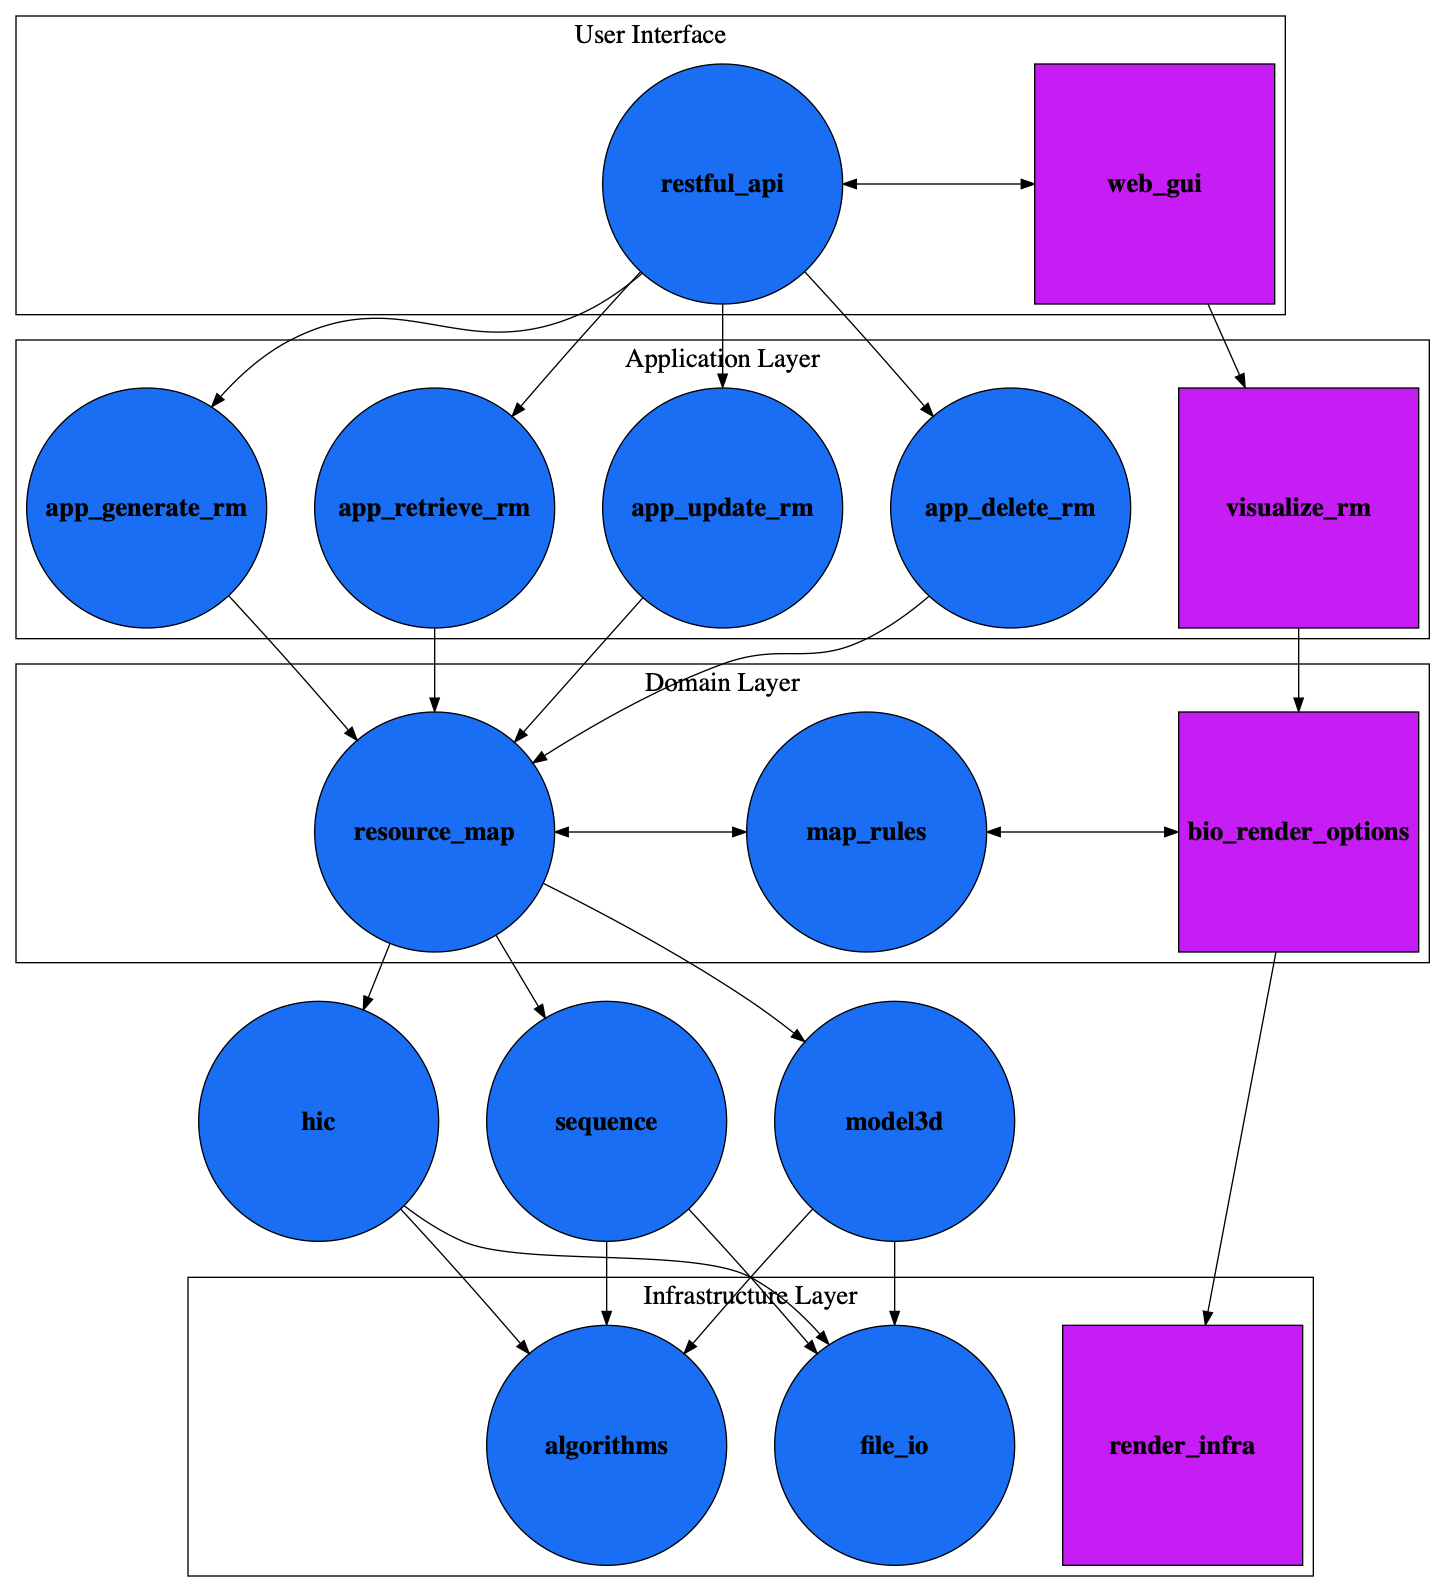 User Interface
restful_api
web_gui
Application Layer
app_generate_rm
app_retrieve_rm
app_update_rm
app_delete_rm
visualize_rm
Domain Layer
resource_map
map_rules
bio_render_options
hic
sequence
model3d
Infrastructure Layer
algorithms
file_io
render_infra